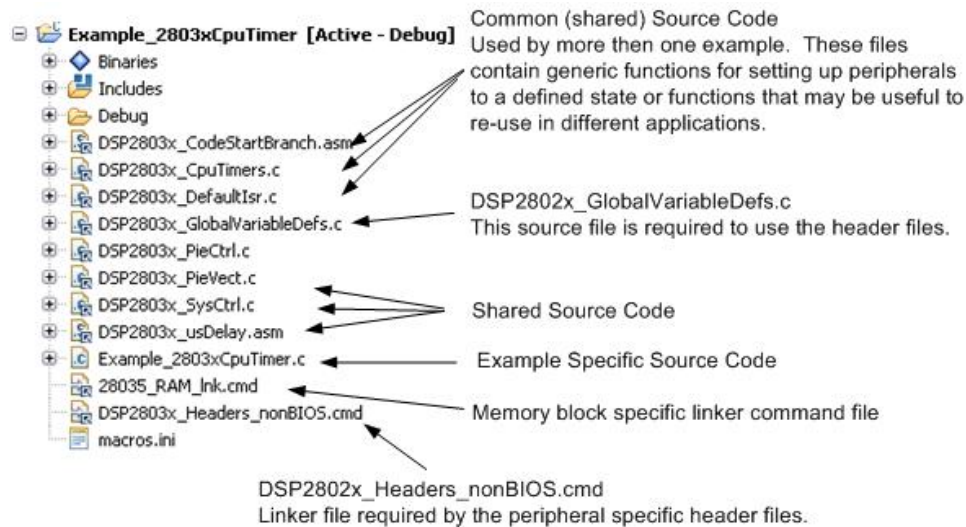 Example_2803xCpuTimer [Active - Debug]
Binaries
Includes
Debug
DSP2803x_CodeStartBranch.asm
DSP2803x_CpuTimers.c
DSP2803x_DefaultIsr.c
DSP2803x_GlobalVariableDefs.c
DSP2803x_PieCtrl.c
DSP2803x_PieVect.c
DSP2803x_SysCtrl.c
DSP2803x_usDelay.asm
Example_2803xCpuTimer.c
28035_RAM_lnk.cmd
DSP2803x_Headers_nonBIOS.cmd
macros.ini
Common (shared) Source Code
Used by more then one example. These files
contain generic functions for setting up peripherals
to a defined state or functions that may be useful to
re-use in different applications.
DSP2802x_GlobalVariableDefs.c
This source file is required to use the header files.
Shared Source Code
Example Specific Source Code
Memory block specific linker command file
DSP2802x_Headers_nonBIOS.cmd
Linker file required by the peripheral specific header files.